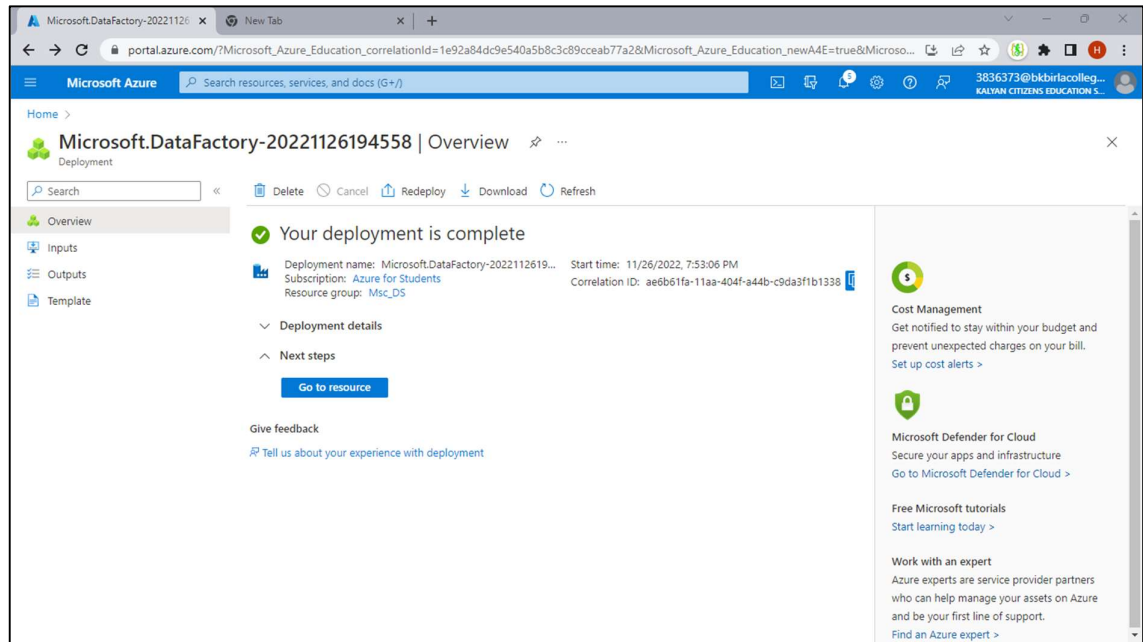 Microsoft.DataFactory-20221126
New Tab
portal.azure.com/?Microsoft_Azure_Education_correlationId=1e92a84dc9e540a5b8c3c89cceab77a2&Microsoft_Azure_Education_newA4E=true&Microso...
H
Microsoft Azure
Search resources, services, and docs (G+/)
5
3836373@bkbirlacolleg...
KALYAN CITIZENS EDUCATION S...
Home >
Microsoft.DataFactory-20221126194558 | Overview
Deployment
Search
«
Delete
Cancel
Redeploy
Download
Refresh
Overview
Inputs
Outputs
Template
Your deployment is complete
Deployment name: Microsoft.DataFactory-2022112619...
Subscription: Azure for Students
Resource group: Msc_DS
Start time: 11/26/2022, 7:53:06 PM
Correlation ID: ae6b61fa-11aa-404f-a44b-c9da3f1b1338
Deployment details
Next steps
Go to resource
Give feedback
Tell us about your experience with deployment
$
Cost Management
Get notified to stay within your budget and
prevent unexpected charges on your bill.
Set up cost alerts >
Microsoft Defender for Cloud
Secure your apps and infrastructure
Go to Microsoft Defender for Cloud >
Free Microsoft tutorials
Start learning today >
Work with an expert
Azure experts are service provider partners
who can help manage your assets on Azure
and be your first line of support.
Find an Azure expert >